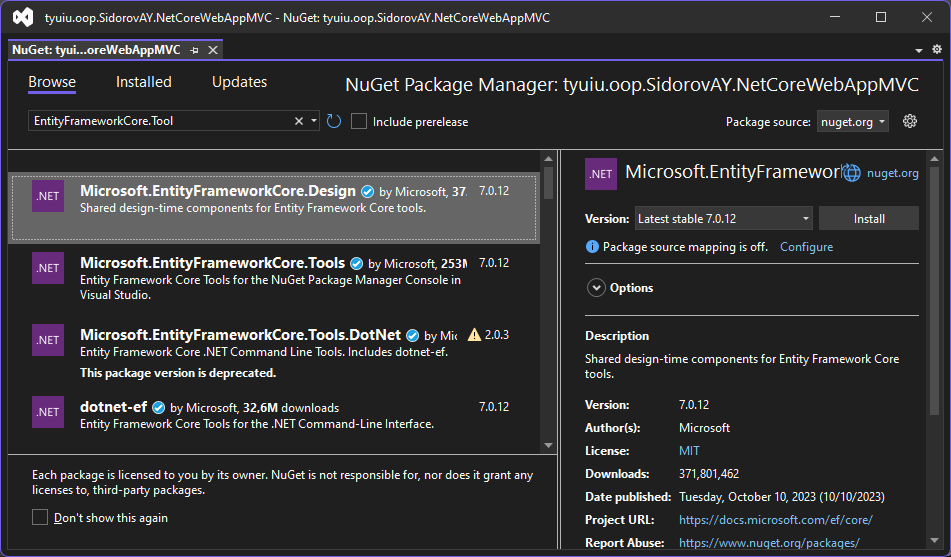 tyuiu.oop.SidorovAY.NetCoreWebAppMVC - NuGet: tyuiu.oop.SidorovAY.NetCoreWebAppMVC
NuGet: tyui...oreWebAppMVC
Browse Installed Updates
NuGet Package Manager: tyuiu.oop.SidorovAY.NetCoreWebAppMVC
EntityFrameworkCore.Tool
Include prerelease
Package source: nuget.org
.NET
Microsoft.EntityFrameworkCore.Design by Microsoft, 37. 7.0.12
Shared design-time components for Entity Framework Core tools.
.NET
Microsoft.EntityFrameworkCore.Tools by Microsoft, 253M 7.0.12
Entity Framework Core Tools for the NuGet Package Manager Console in
Visual Studio.
.NET
Microsoft.EntityFrameworkCore.Tools.DotNet by Mic 2.0.3
Entity Framework Core .NET Command Line Tools. Includes dotnet-ef.
This package version is deprecated.
.NET
dotnet-ef by Microsoft, 32,6M downloads 7.0.12
Entity Framework Core Tools for the .NET Command-Line Interface.
Each package is licensed to you by its owner. NuGet is not responsible for, nor does it grant any
licenses to, third-party packages.
Don't show this again
.NET
Microsoft.EntityFramework nuget.org
Version: Latest stable 7.0.12 Install
Package source mapping is off. Configure
Options
Description
Shared design-time components for Entity Framework Core
tools.
Version: 7.0.12
Author(s): Microsoft
License: MIT
Downloads: 371,801,462
Date published: Tuesday, October 10, 2023 (10/10/2023)
Project URL: https://docs.microsoft.com/ef/core/
Report Abuse: https://www.nuget.org/packages/